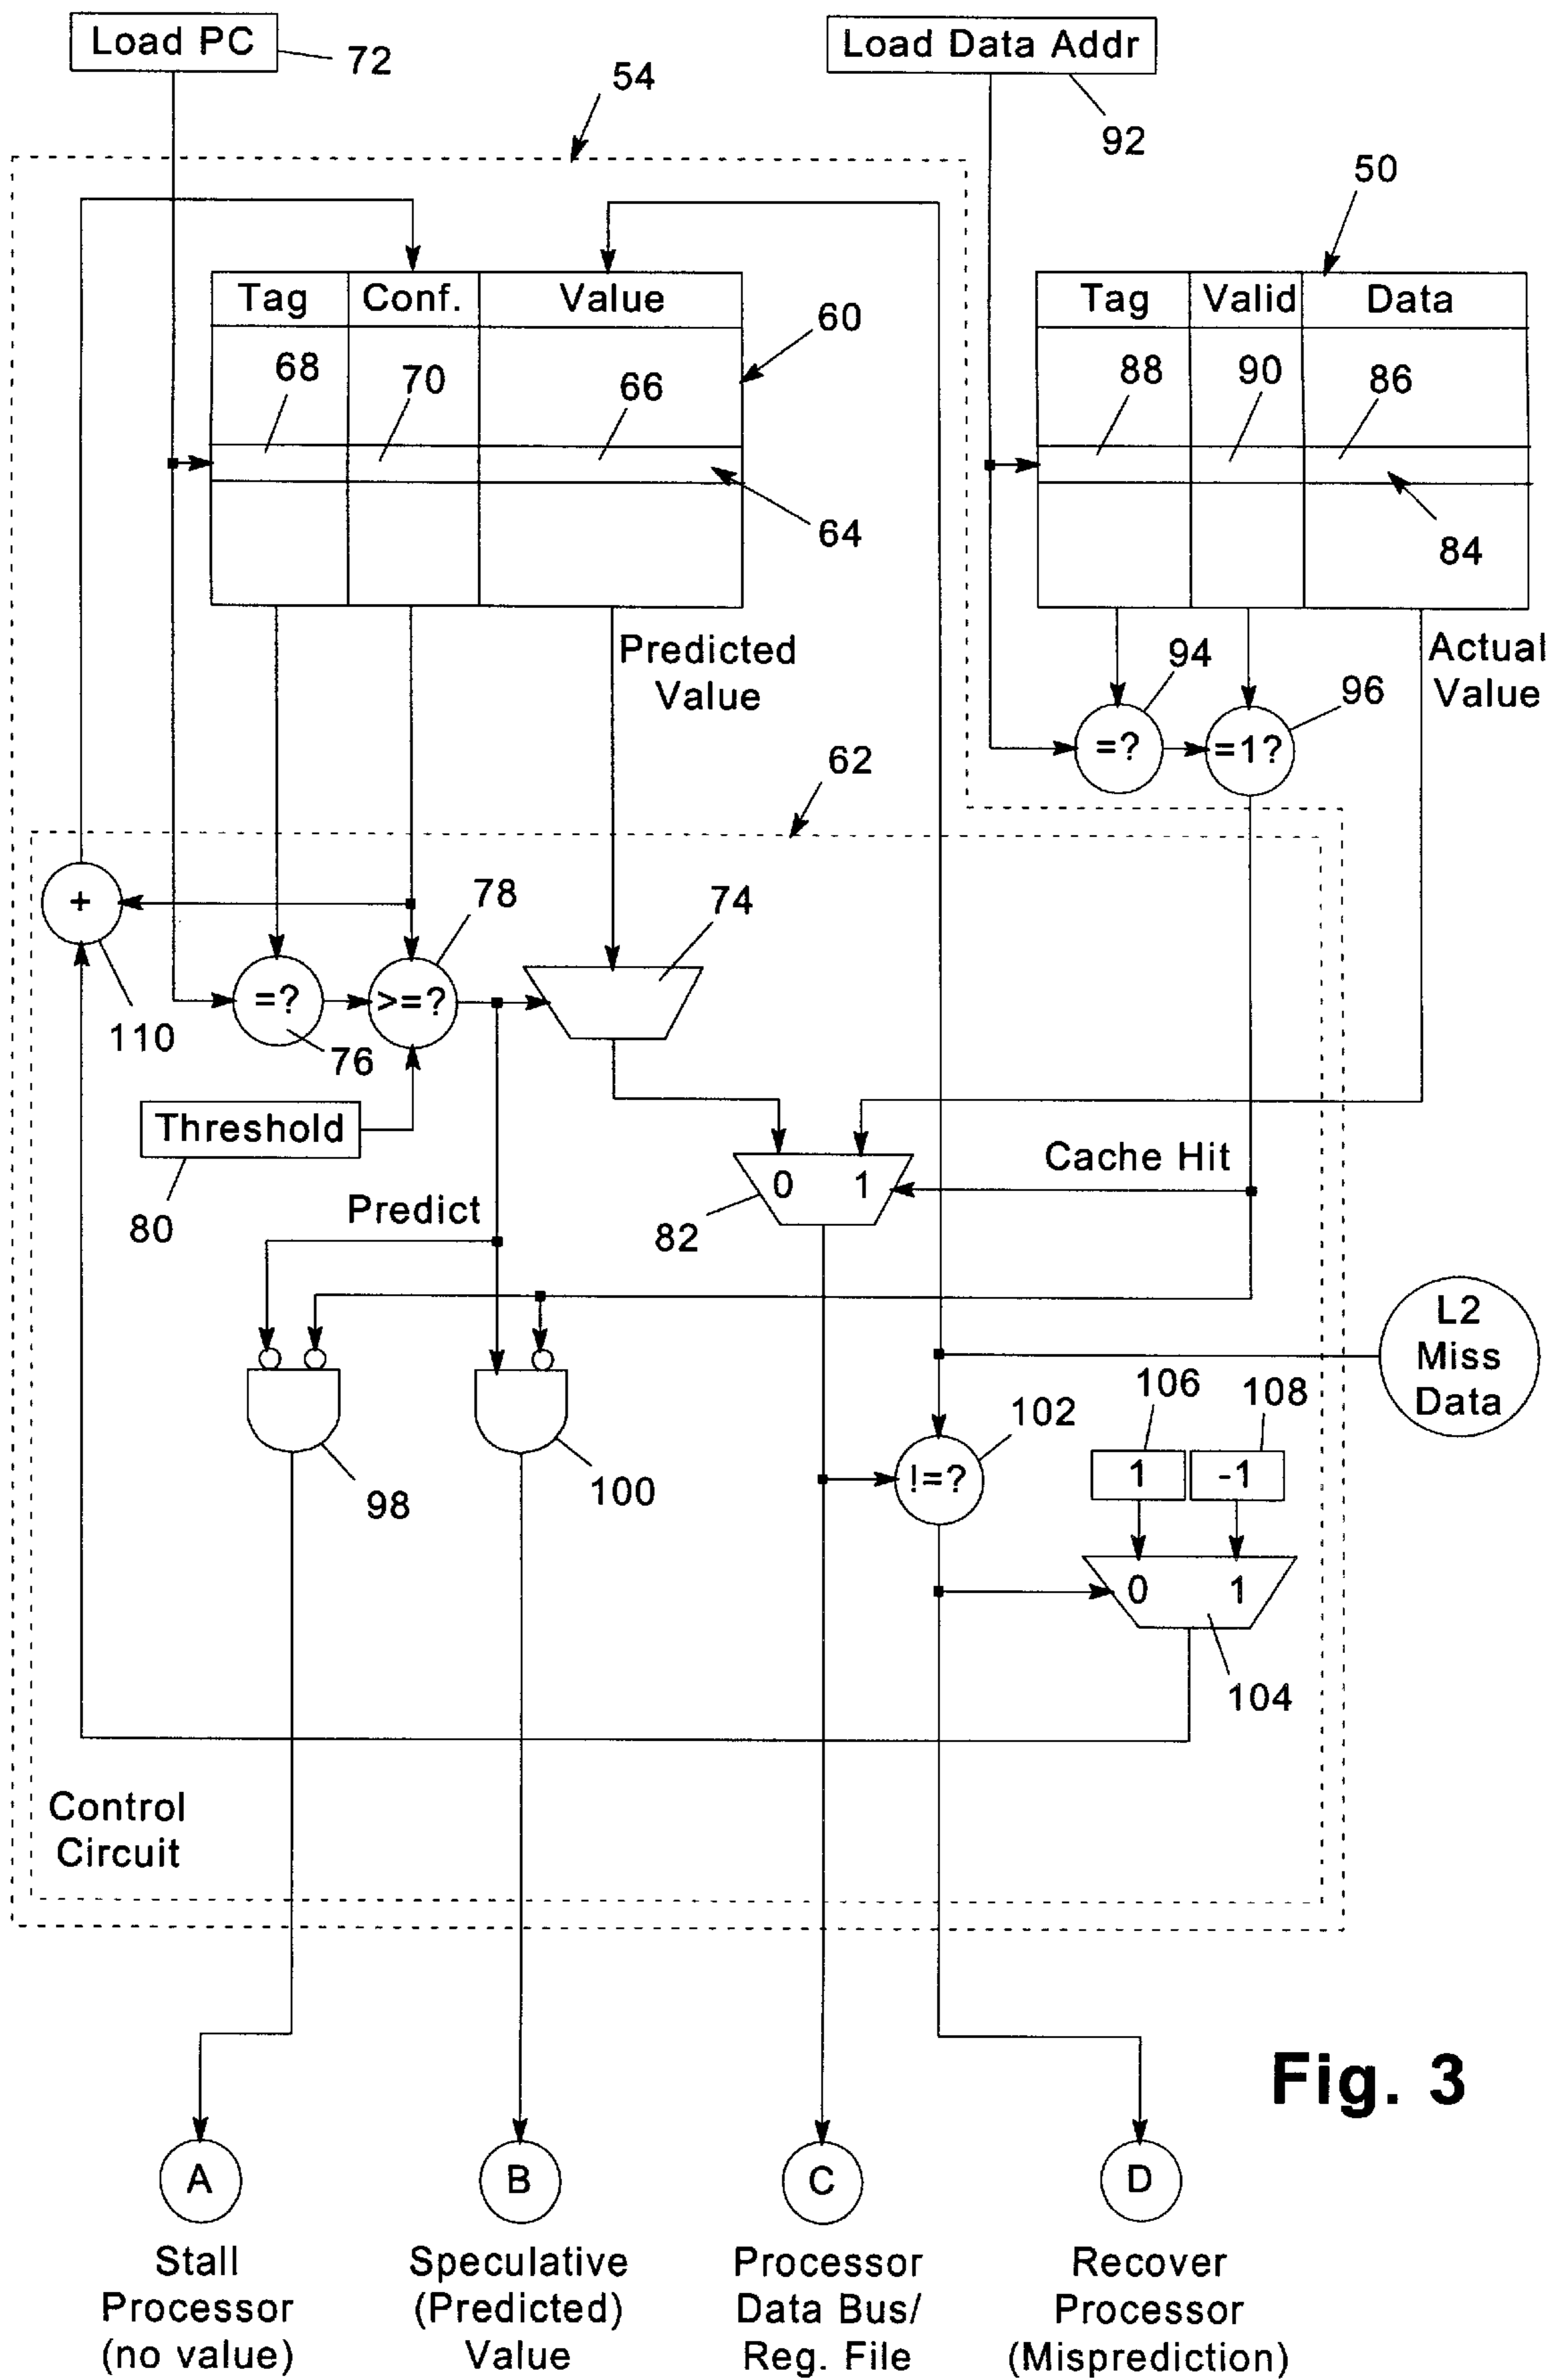 Load PC
72
Load Data Addr
92
54
50
Tag
Conf.
Value
60
68
70
66
64
Tag
Valid
Data
88
90
86
84
Predicted
Value
Actual
Value
94
=?
96
=1?
62
+
110
78
74
=?
76
>=?
Threshold
80
Predict
0
1
82
Cache Hit
L2
Miss
Data
98
100
102
!=?
106
1
108
-1
0
1
104
Control
Circuit
Fig. 3
A
B
C
D
Stall
Processor
(no value)
Speculative
(Predicted)
Value
Processor
Data Bus/
Reg. File
Recover
Processor
(Misprediction)